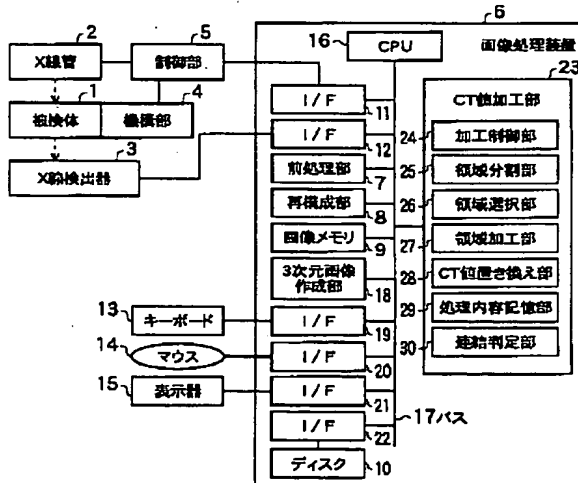 6
画像処理装置
16
CPU
2
X線管
5
制御部
1
被検体
4
機構部
3
X線検出器
I/F
11
I/F
12
前処理部
7
再構成部
8
画像メモリ
9
3次元画像
作成部
18
13
キーボード
I/F
19
14
マウス
I/F
20
15
表示器
I/F
21
I/F
22
17バス
ディスク
10
23
CT値加工部
24
加工制御部
25
領域分割部
26
領域選択部
27
領域加工部
28
CT値置き換え部
29
処理内容記憶部
30
連結判定部